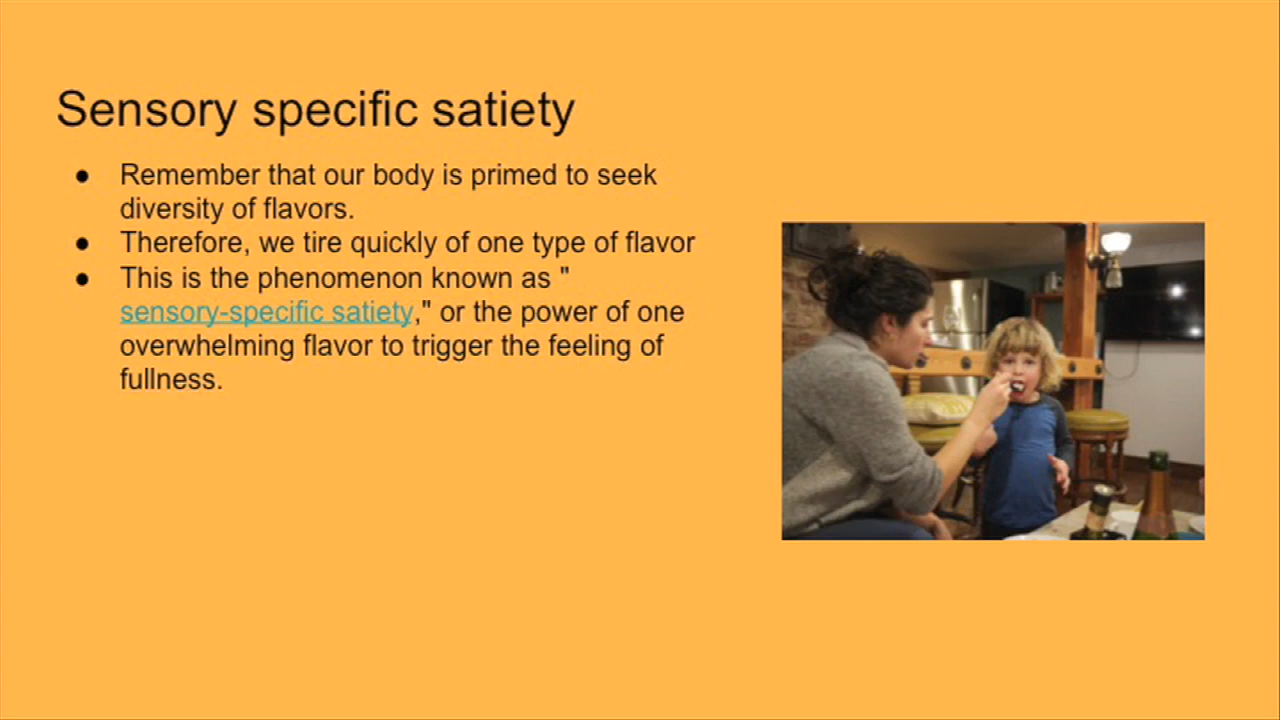 Sensory specific satiety
● Remember that our body is primed to seek
diversity of flavors.
● Therefore, we tire quickly of one type of flavor
● This is the phenomenon known as "
sensory-specific satiety," or the power of one
overwhelming flavor to trigger the feeling of
fullness.